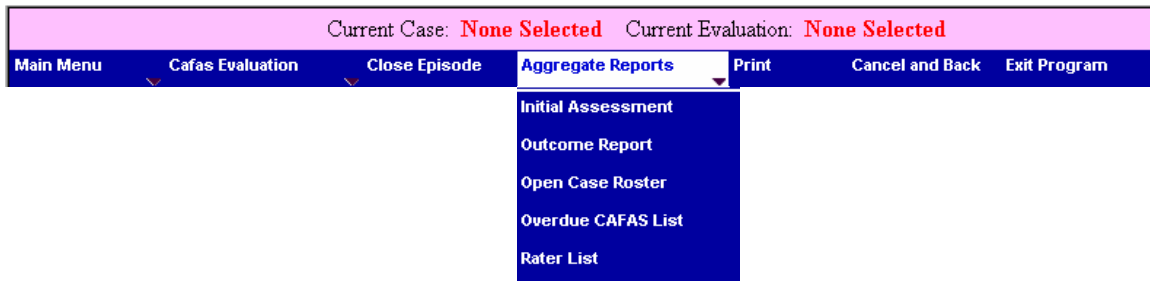 Current Case: None Selected Current Evaluation: None Selected
Main Menu Cafas Evaluation Close Episode Aggregate Reports Print Cancel and Back Exit Program
Initial Assessment
Outcome Report
Open Case Roster
Overdue CAFAS List
Rater List